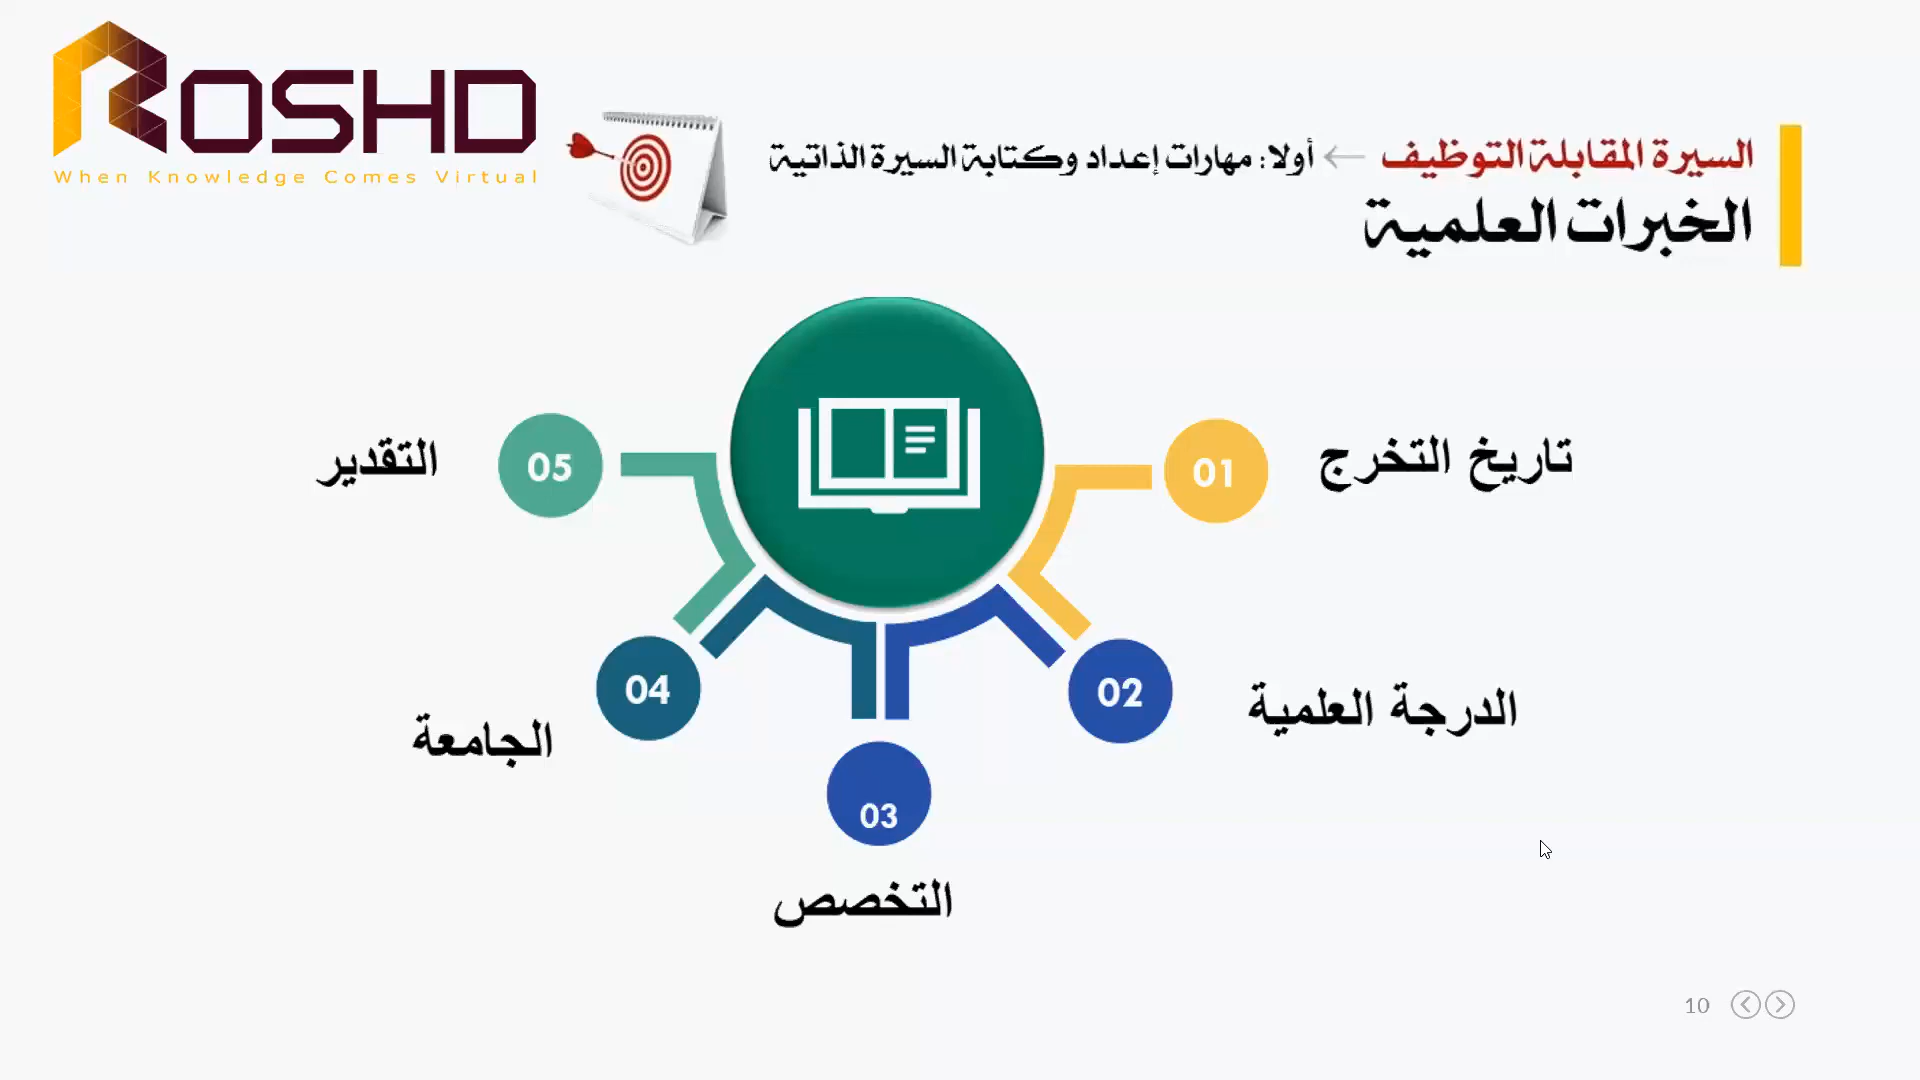 ROSHD
When Knowledge Comes Virtual
السيرة المقابلة التوظيف ← أولا: مهارات إعداد وكتابة السيرة الذاتية
الخبرات العلمية
01 تاريخ التخرج
02 الدرجة العلمية
03 التخصص
04 الجامعة
05 التقدير
10